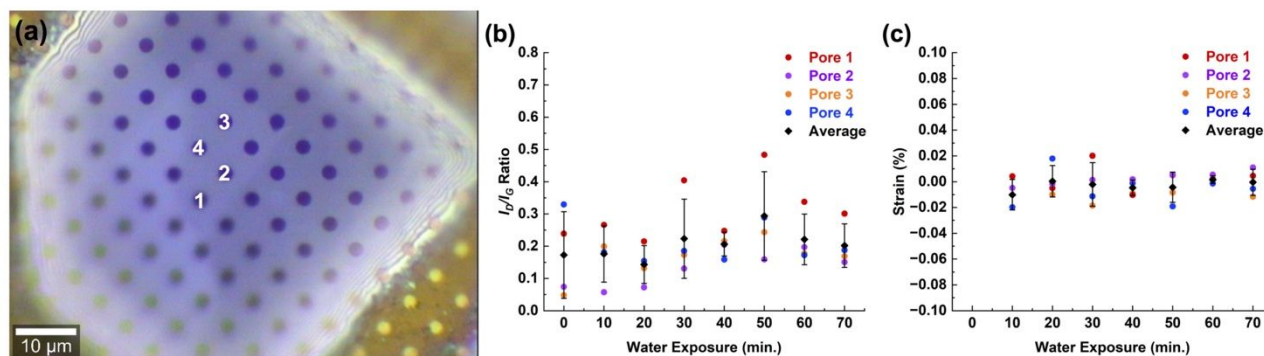 (a)
3
4
2
1
10 µm
(b)
0.8
0.7
0.6
0.5
0.4
0.3
0.2
0.1
0.0
I_D/I_G Ratio
Pore 1
Pore 2
Pore 3
Pore 4
Average
0 10 20 30 40 50 60 70
Water Exposure (min.)
(c)
0.10
0.08
0.06
0.04
0.02
0.00
−0.02
−0.04
−0.06
−0.08
−0.10
Strain (%)
Pore 1
Pore 2
Pore 3
Pore 4
Average
0 10 20 30 40 50 60 70
Water Exposure (min.)